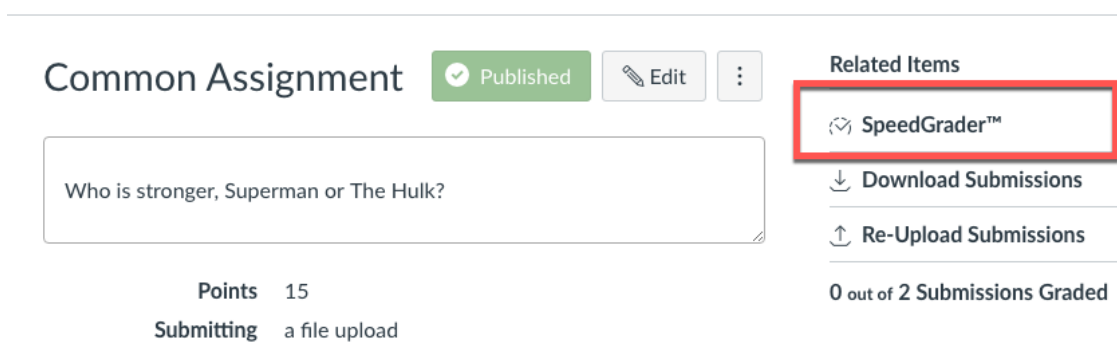 Common Assignment
Published
Edit
Who is stronger, Superman or The Hulk?
Points 15
Submitting a file upload
Related Items
SpeedGrader™
Download Submissions
Re-Upload Submissions
0 out of 2 Submissions Graded